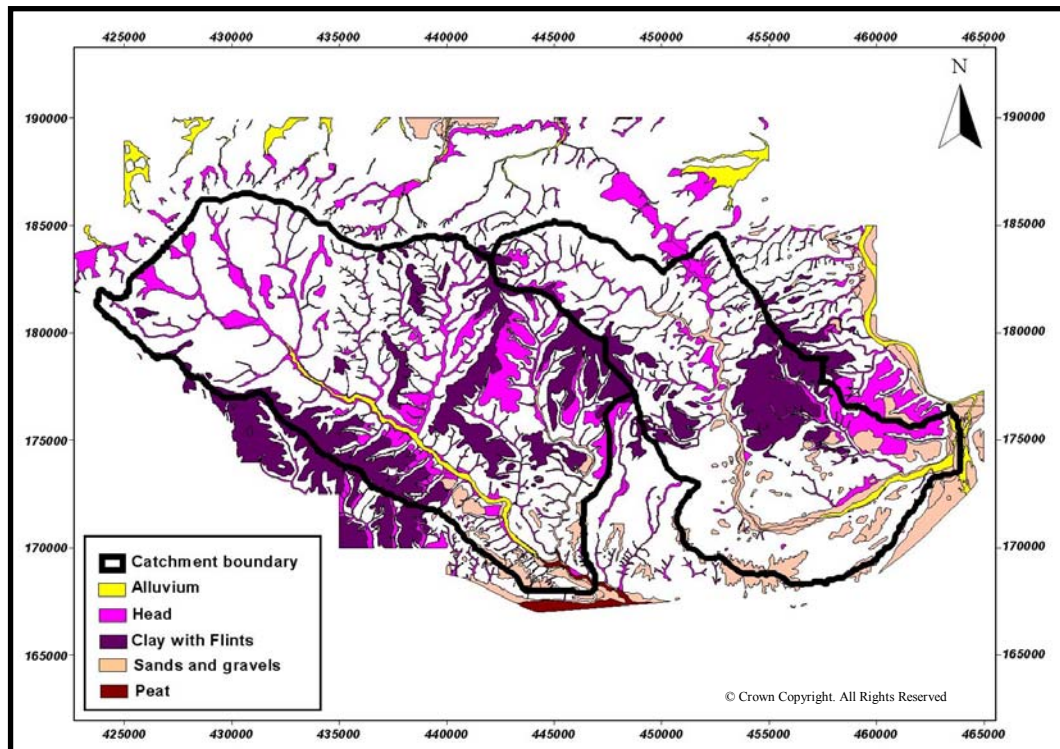 425000 430000 435000 440000 445000 450000 455000 460000 465000
N
190000 190000
185000 185000
180000 180000
175000 175000
170000 170000
165000 165000
Catchment boundary
Alluvium
Head
Clay with Flints
Sands and gravels
Peat
© Crown Copyright. All Rights Reserved
425000 430000 435000 440000 445000 450000 455000 460000 465000